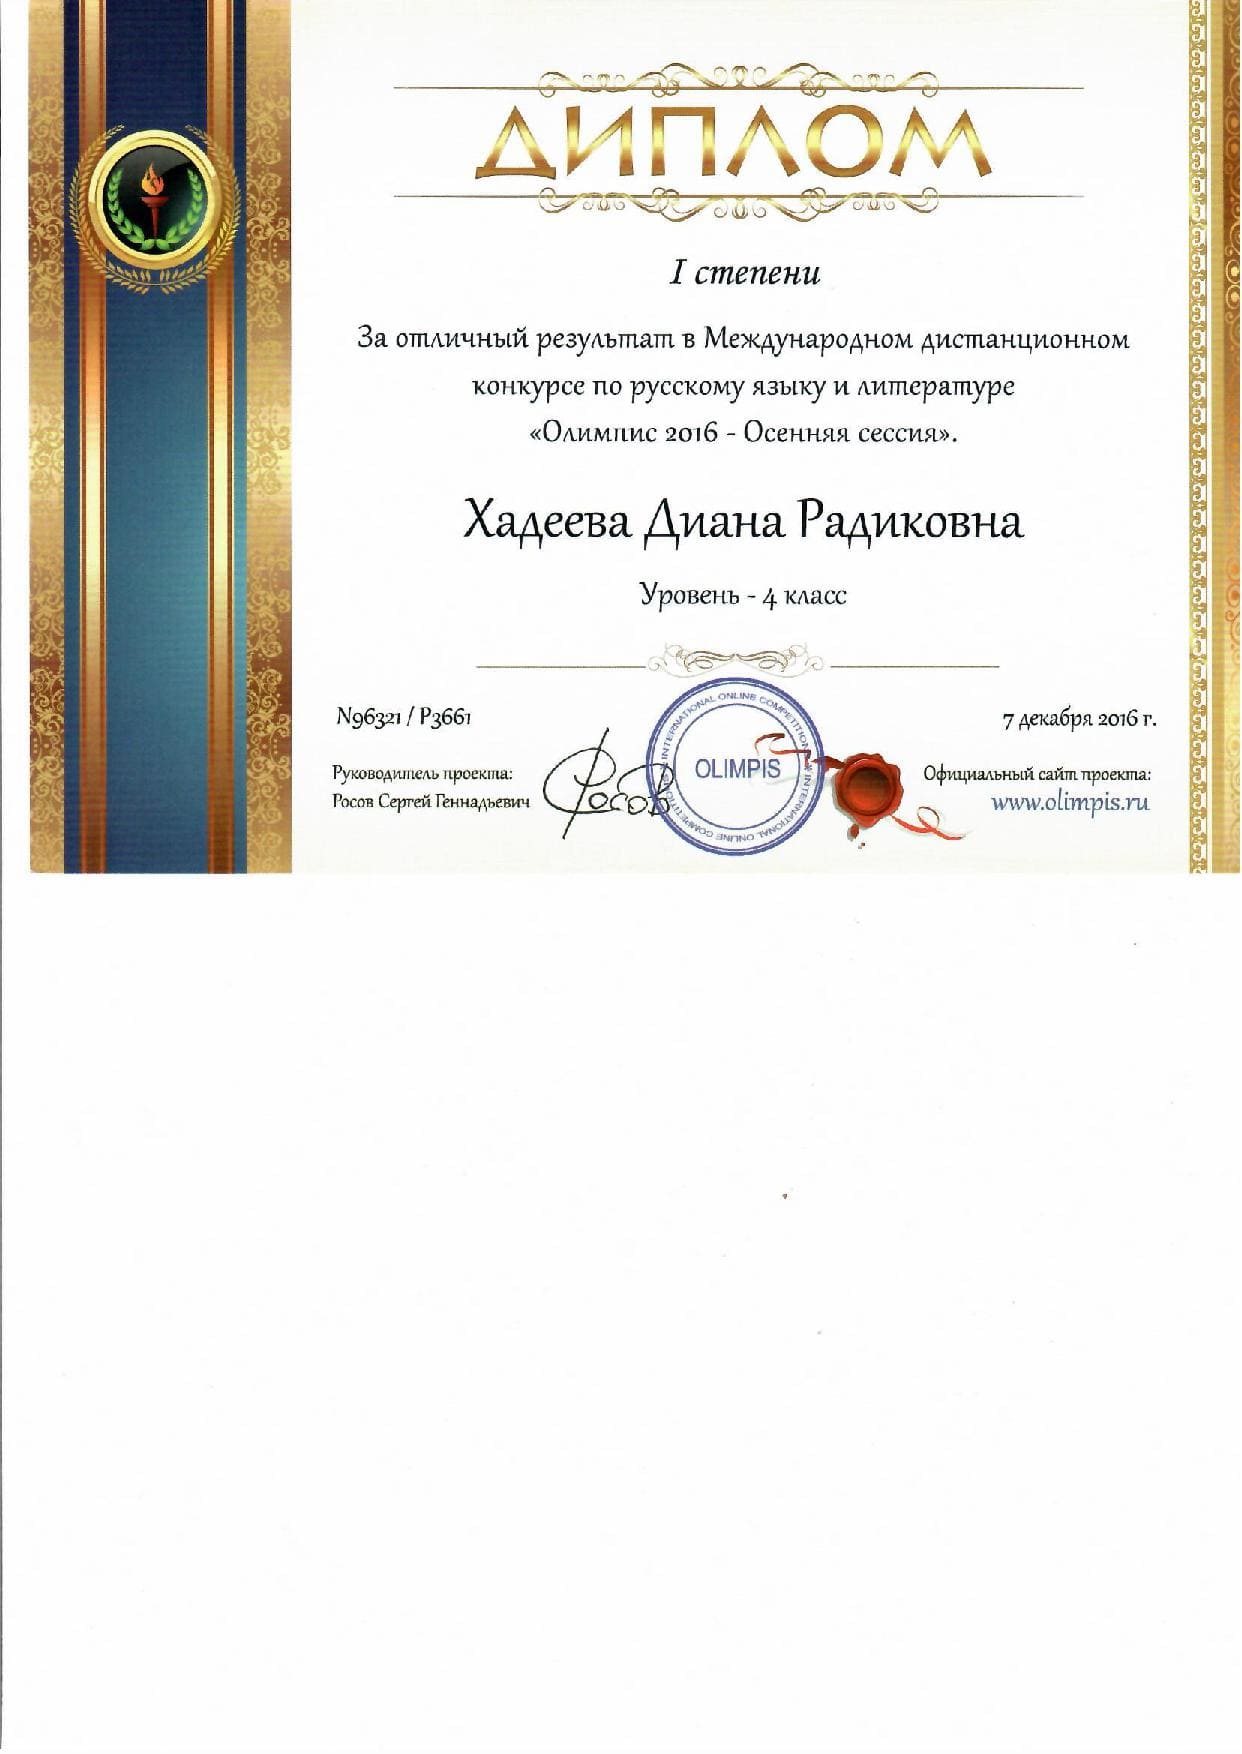 ДИПЛОМ
I степени
За отличный результат в Международном дистанционном
конкурсе по русскому языку и литературе
«Олимпис 2016 - Осенняя сессия».
Хадеева Диана Радиковна
Уровень - 4 класс
N96321 / P3661
7 декабря 2016 г.
Руководитель проекта:
Росов Сергей Геннадьевич
Росов
INTERNATIONAL ONLINE COMPETITION * INTERNATIONAL ONLINE COMPETITION *
OLIMPIS
Официальный сайт проекта:
www.olimpis.ru